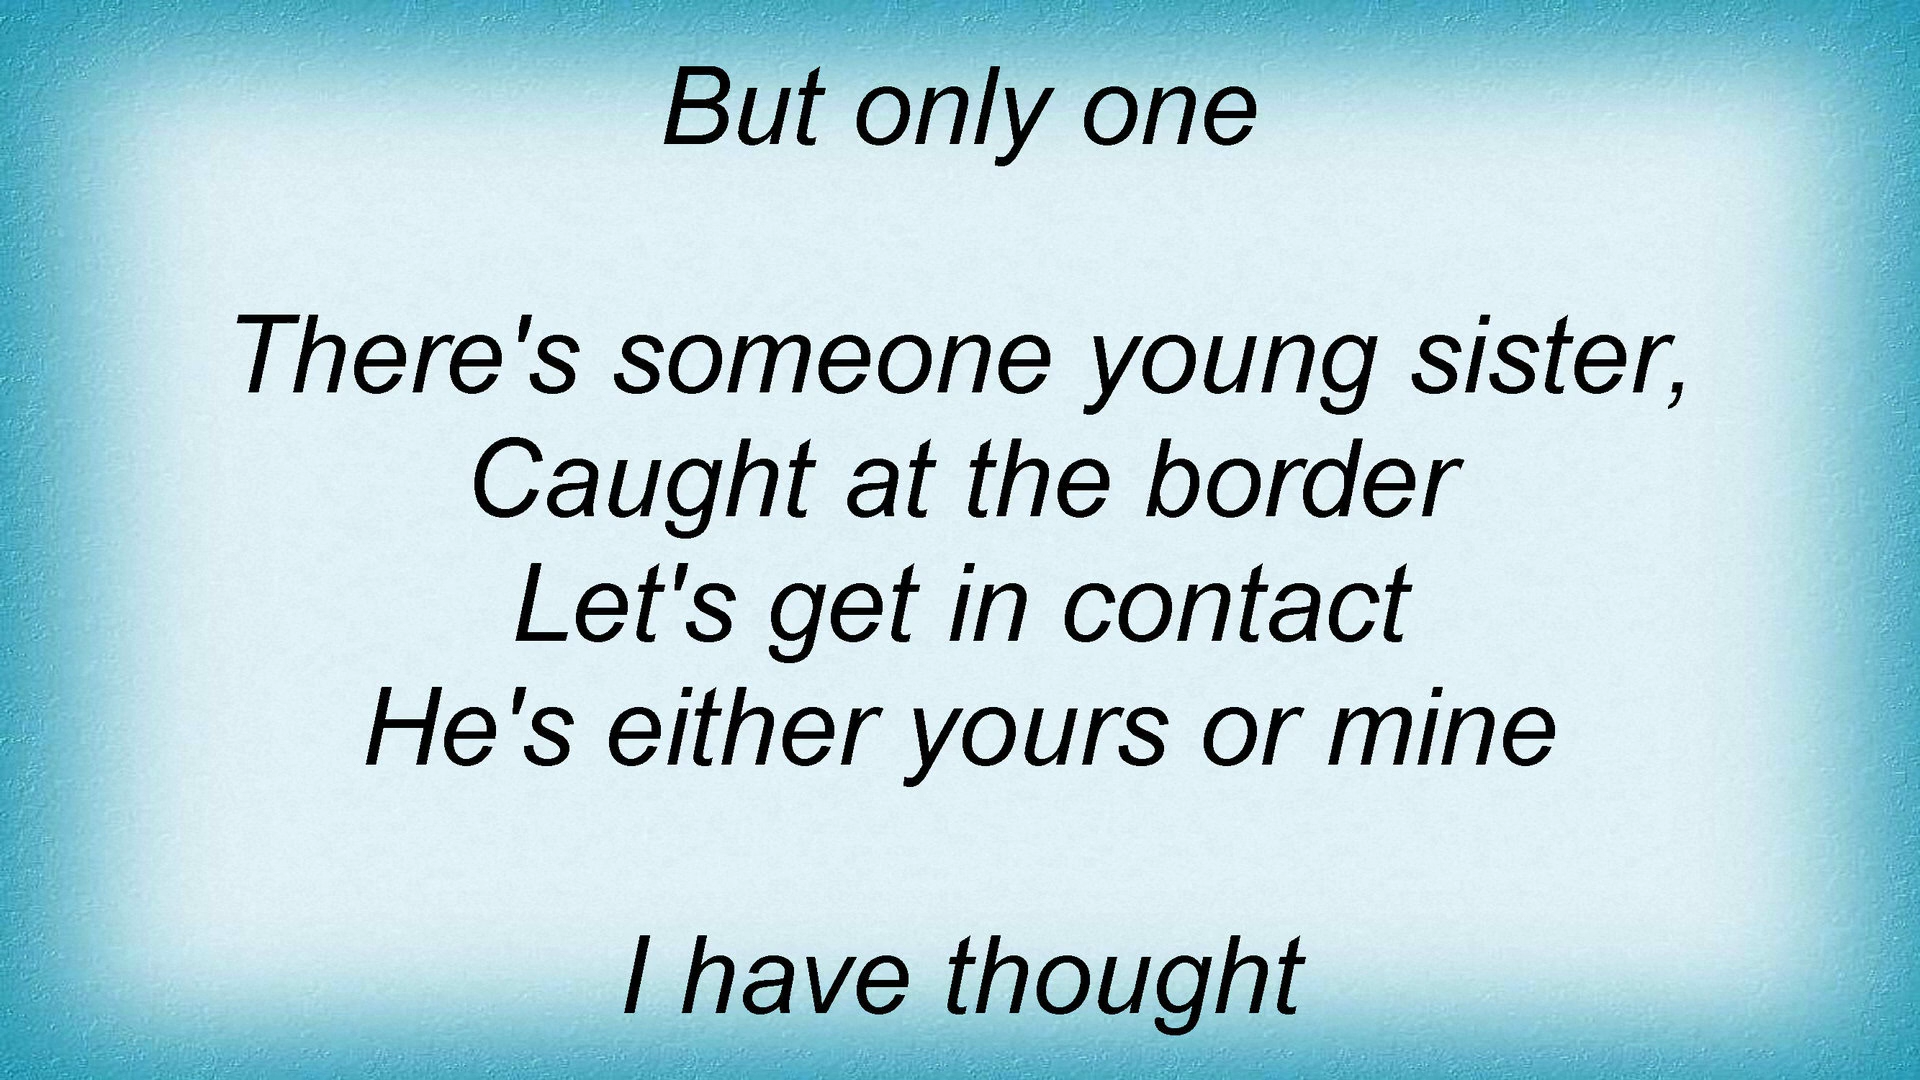 But only one
There's someone young sister,
Caught at the border
Let's get in contact
He's either yours or mine
I have thought